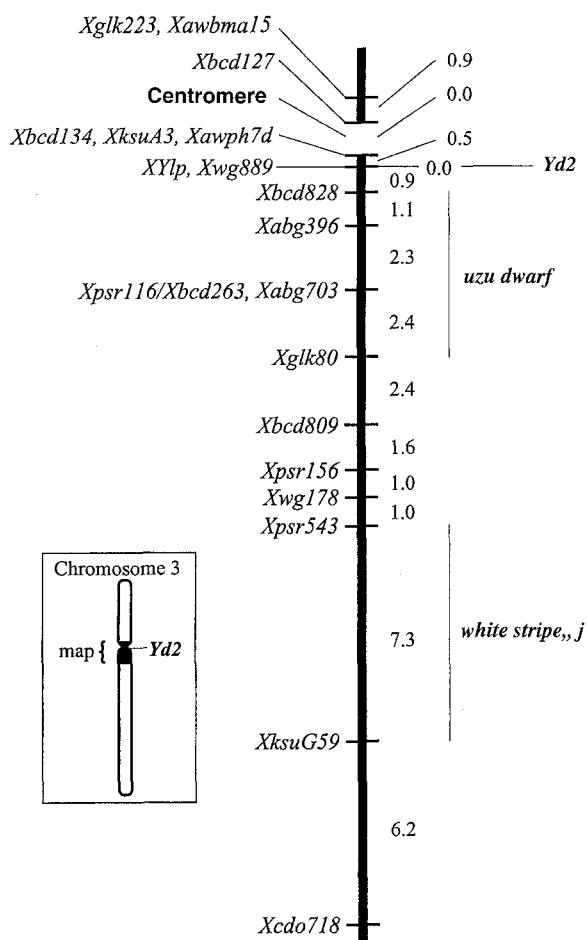 Xglk223, Xawbma15
0.9
Xbcd127
0.0
Centromere
Xbcd134, XksuA3, Xawph7d
0.5
XYlp, Xwg889
0.0
Yd2
0.9
Xbcd828
1.1
Xabg396
2.3
uzu dwarf
Xpsr116/Xbcd263, Xabg703
2.4
Xglk80
2.4
Xbcd809
1.6
Xpsr156
1.0
Xwg178
1.0
Xpsr543
Chromosome 3
map {
Yd2
7.3
white stripe,, j
XksuG59
6.2
Xcdo718